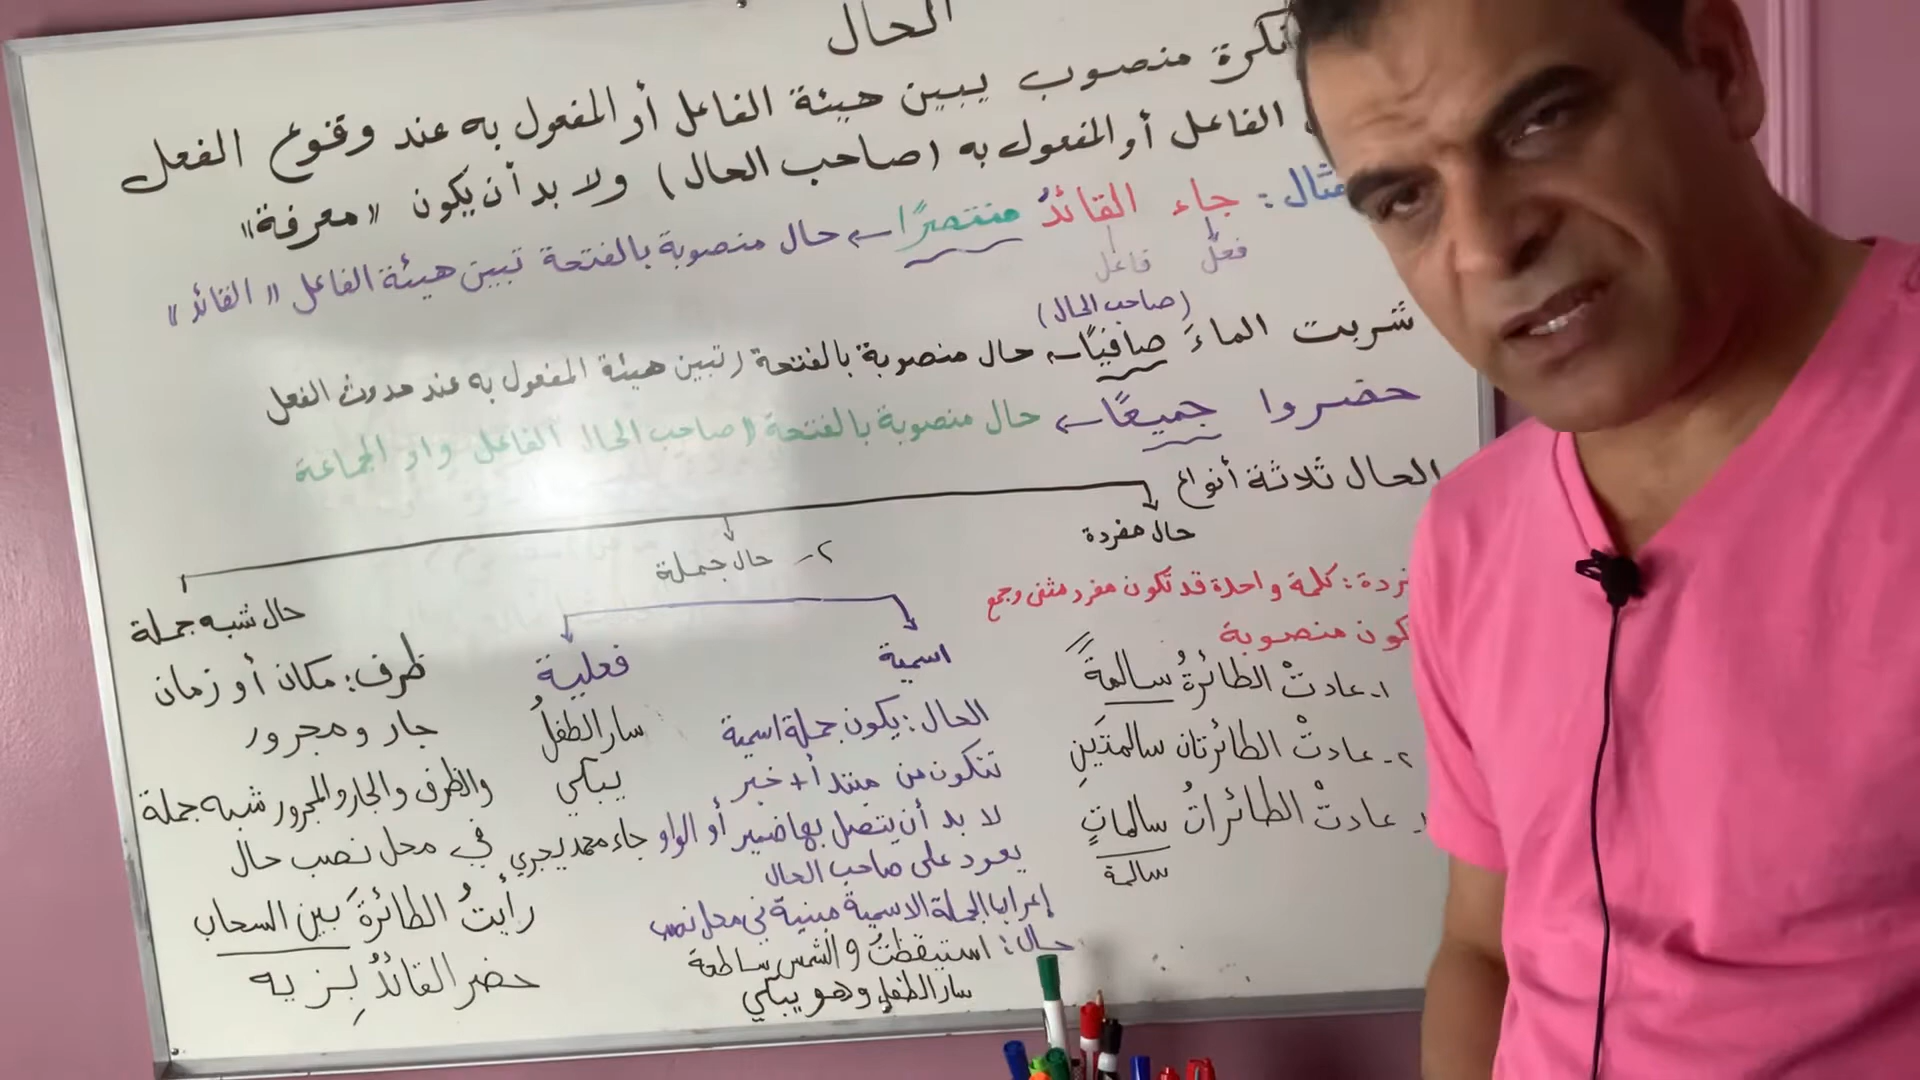 الحال
نكرة منصوب يبين هيئة الفاعل أو المفعول به عند وقوع الفعل
الفاعل أو المفعول به (صاحب الحال) ولا بد أن يكون "معرفة"
مثال: جاء القائدُ منتصرًا ← حال منصوبة بالفتحة تبين هيئة الفاعل "القائد"
فعل فاعل
(صاحب الحال)
شربت الماءَ صافيًا ← حال منصوبة بالفتحة (تبين هيئة المفعول به عند حدوث الفعل
حضروا جميعًا ← حال منصوبة بالفتحة (صاحب الحال الفاعل واو الجماعة
الحال ثلاثة أنواع
حال مفردة
٢- حال جملة
حال شبه جملة
كلمة واحدة قد تكون مفرد مثنى وجمع
منصوبة
١- عادتْ الطائرةُ سالمةً
٢- عادتْ الطائرتان سالمتَينِ
عادتْ الطائراتُ سالماتٍ
سالمة
اسمية
الحال: يكون جملة اسمية
تتكون من مبتدأ + خبر
لا بد أن يتصل بها ضمير أو الواو
يعود على صاحب الحال
إعراب الجملة الاسمية مبنية في محل نصب
حال: استيقظتُ والشمس ساطعة
سار الطفل وهو يبكي
فعلية
سار الطفلُ
يبكي
جاء محمد يجري
ظرف: مكان أو زمان
جار ومجرور
والظرف والجار والمجرور شبه جملة
في محل نصب حال
رأيتُ الطائرةَ بين السحاب
حضر القائدُ بِزيه